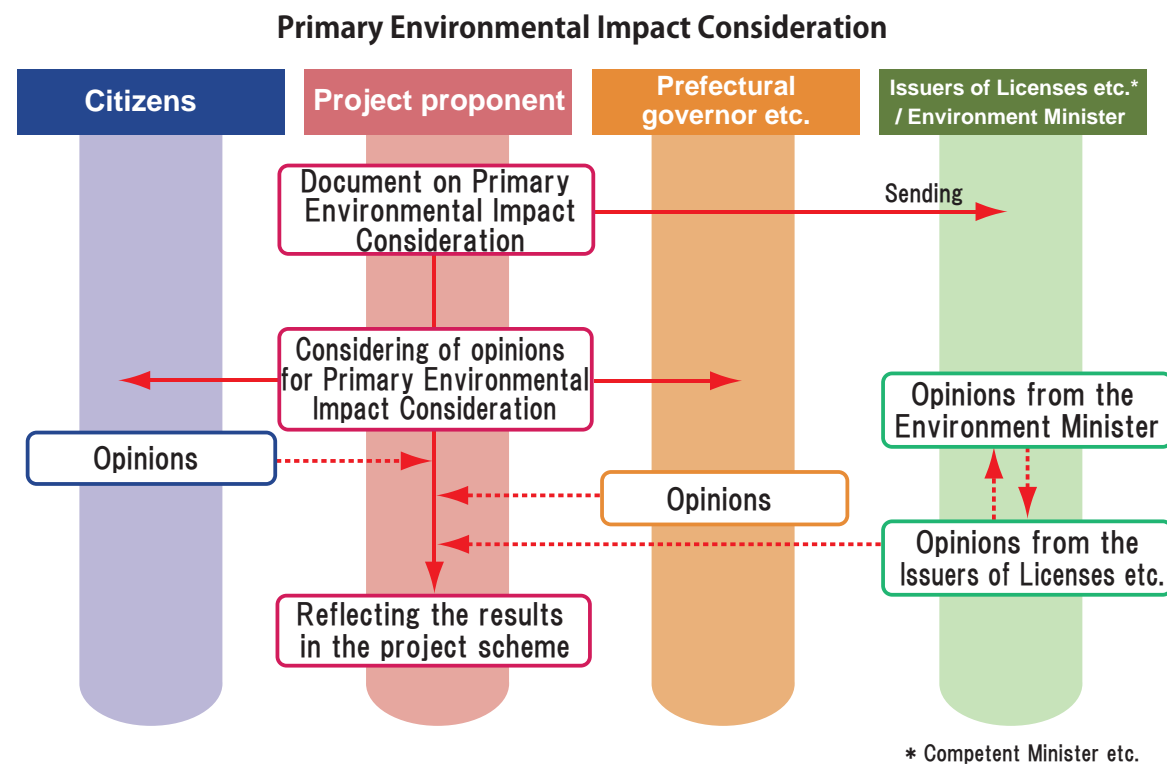 Primary Environmental Impact Consideration
Citizens
Project proponent
Prefectural
governor etc.
Issuers of Licenses etc.*
/ Environment Minister
Document on Primary
Environmental Impact
Consideration
Sending
Considering of opinions
for Primary Environmental
Impact Consideration
Opinions from the
Environment Minister
Opinions
Opinions
Opinions from the
Issuers of Licenses etc.
Reflecting the results
in the project scheme
* Competent Minister etc.